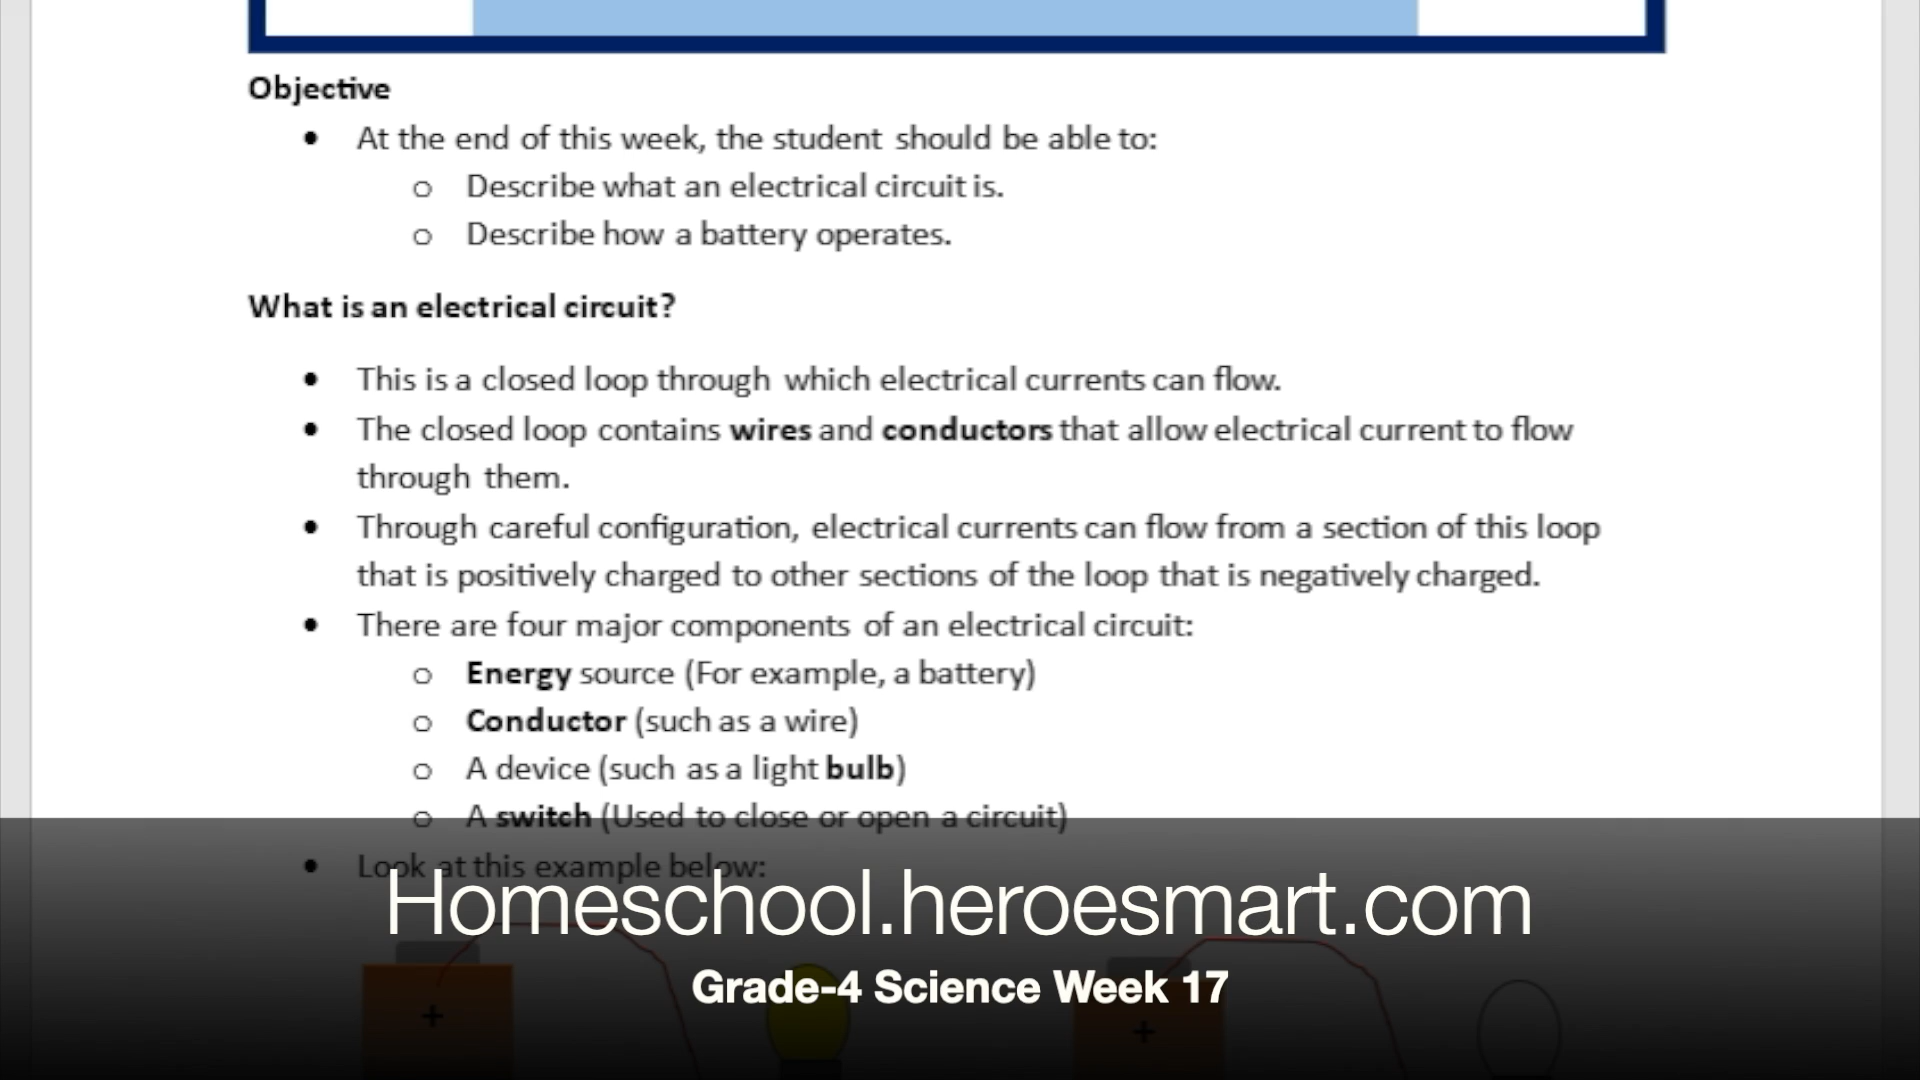 Objective
• At the end of this week, the student should be able to:
o Describe what an electrical circuit is.
o Describe how a battery operates.
What is an electrical circuit?
• This is a closed loop through which electrical currents can flow.
• The closed loop contains wires and conductors that allow electrical current to flow
through them.
• Through careful configuration, electrical currents can flow from a section of this loop
that is positively charged to other sections of the loop that is negatively charged.
• There are four major components of an electrical circuit:
o Energy source (For example, a battery)
o Conductor (such as a wire)
o A device (such as a light bulb)
o A switch (Used to close or open a circuit)
• Look at this example below:
Homeschool.heroesmart.com
Grade-4 Science Week 17
+ +